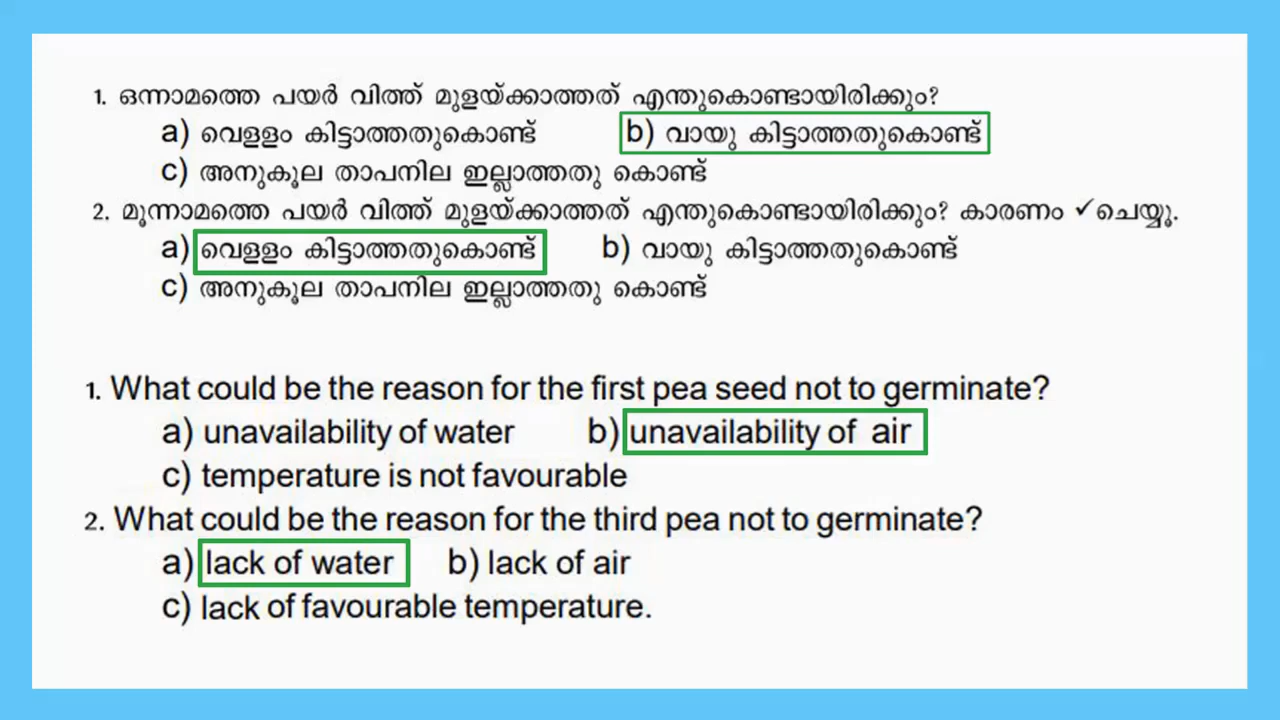 1. ഒന്നാമത്തെ പയർ വിത്ത് മുളയ്ക്കാത്തത് എന്തുകൊണ്ടായിരിക്കും?
a) വെളളം കിട്ടാത്തതുകൊണ്ട് b) വായു കിട്ടാത്തതുകൊണ്ട്
c) അനുകൂല താപനില ഇല്ലാത്തതു കൊണ്ട്
2. മൂന്നാമത്തെ പയർ വിത്ത് മുളയ്ക്കാത്തത് എന്തുകൊണ്ടായിരിക്കും? കാരണം ✓ചെയ്യൂ.
a) വെളളം കിട്ടാത്തതുകൊണ്ട് b) വായു കിട്ടാത്തതുകൊണ്ട്
c) അനുകൂല താപനില ഇല്ലാത്തതു കൊണ്ട്
1. What could be the reason for the first pea seed not to germinate?
a) unavailability of water b) unavailability of air
c) temperature is not favourable
2. What could be the reason for the third pea not to germinate?
a) lack of water b) lack of air
c) lack of favourable temperature.